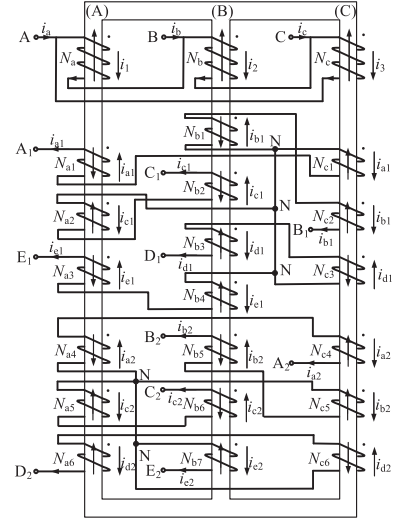 (A) (B) (C)
A i_a B i_b C i_c
N_a i_1 N_b i_2 N_c i_3
N_b1 i_b1 N
A_1 i_a1 N_a1 i_a1 C_1 i_c1 N_c1 i_a1
N_b2 i_c1
N_a2 i_c1 N N_c2 i_b1
B_1 i_b1
E_1 i_e1 N_b3 i_d1
D_1 i_d1 N_c3 i_d1
N_a3 i_e1 N
N_b4 i_e1
B_2 i_b2
N_a4 i_a2 N_b5 i_b2 N_c4 i_a2
A_2 i_a2
N
C_2 i_c2
N_a5 i_c2 N_b6 i_c2 N_c5 i_b2
N_a6 i_d2 N N_b7 i_e2 N_c6 i_d2
D_2 E_2 i_e2